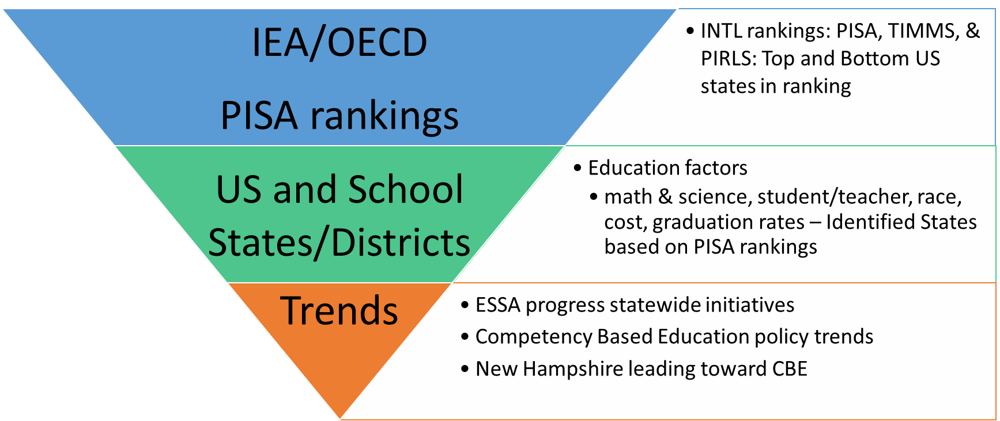 IEA/OECD
PISA rankings
• INTL rankings: PISA, TIMMS, &
PIRLS: Top and Bottom US
states in ranking
US and School
States/Districts
• Education factors
• math & science, student/teacher, race,
cost, graduation rates – Identified States
based on PISA rankings
Trends
• ESSA progress statewide initiatives
• Competency Based Education policy trends
• New Hampshire leading toward CBE